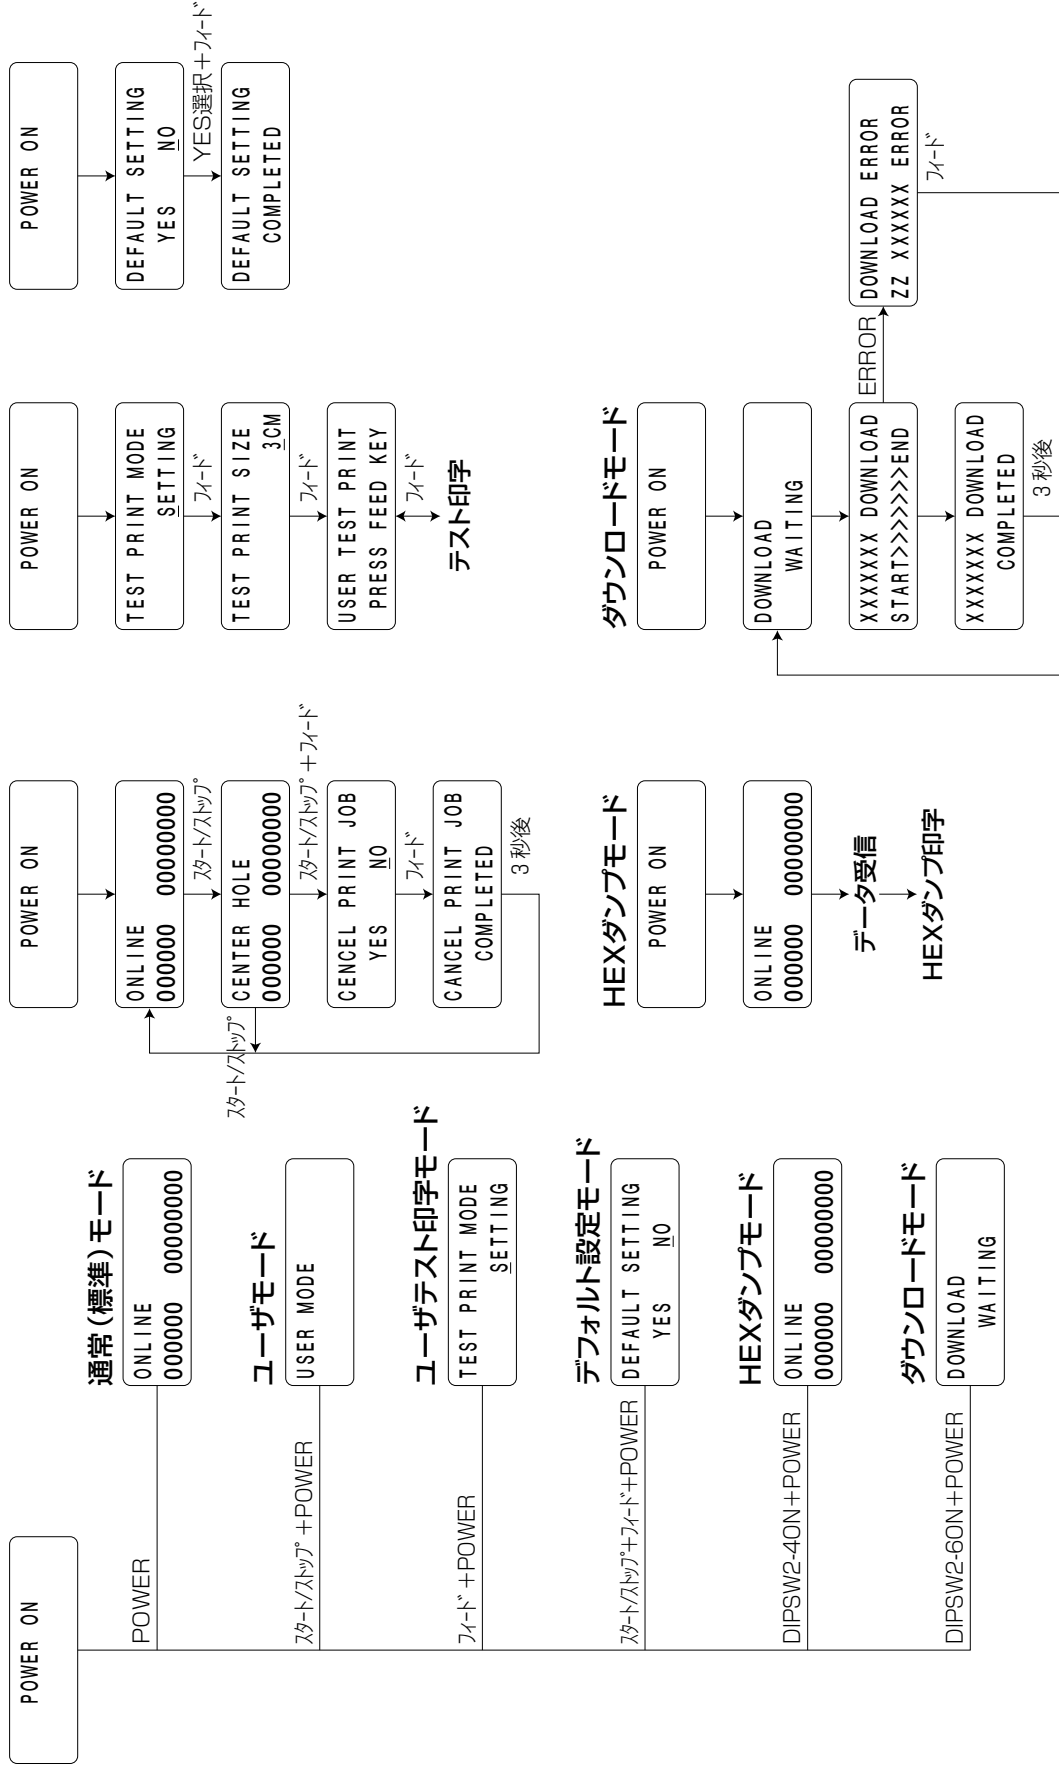 POWER ON
POWER
通常(標準)モード
ONLINE
000000 00000000
スタート/ストップ+POWER
ユーザモード
USER MODE
フィード+POWER
ユーザテスト印字モード
TEST PRINT MODE
SETTING
スタート/ストップ+フィード+POWER
デフォルト設定モード
DEFAULT SETTING
YES NO
DIPSW2-4ON+POWER
HEXダンプモード
ONLINE
000000 00000000
DIPSW2-6ON+POWER
ダウンロードモード
DOWNLOAD
WAITING
POWER ON
ONLINE
000000 00000000
スタート/ストップ
CENTER HOLE
000000 00000000
スタート/ストップ
スタート/ストップ+フィード
CENCEL PRINT JOB
YES NO
フィード
CANCEL PRINT JOB
COMPLETED
3秒後
POWER ON
TEST PRINT MODE
SETTING
フィード
TEST PRINT SIZE
3CM
フィード
USER TEST PRINT
PRESS FEED KEY
フィード
テスト印字
POWER ON
DEFAULT SETTING
YES NO
YES選択+フィード
DEFAULT SETTING
COMPLETED
HEXダンプモード
POWER ON
ONLINE
000000 00000000
データ受信
HEXダンプ印字
ダウンロードモード
POWER ON
DOWNLOAD
WAITING
XXXXXXX DOWNLOAD
START>>>>>>>>END
ERROR
DOWNLOAD ERROR
ZZ XXXXXX ERROR
フィード
XXXXXXX DOWNLOAD
COMPLETED
3秒後